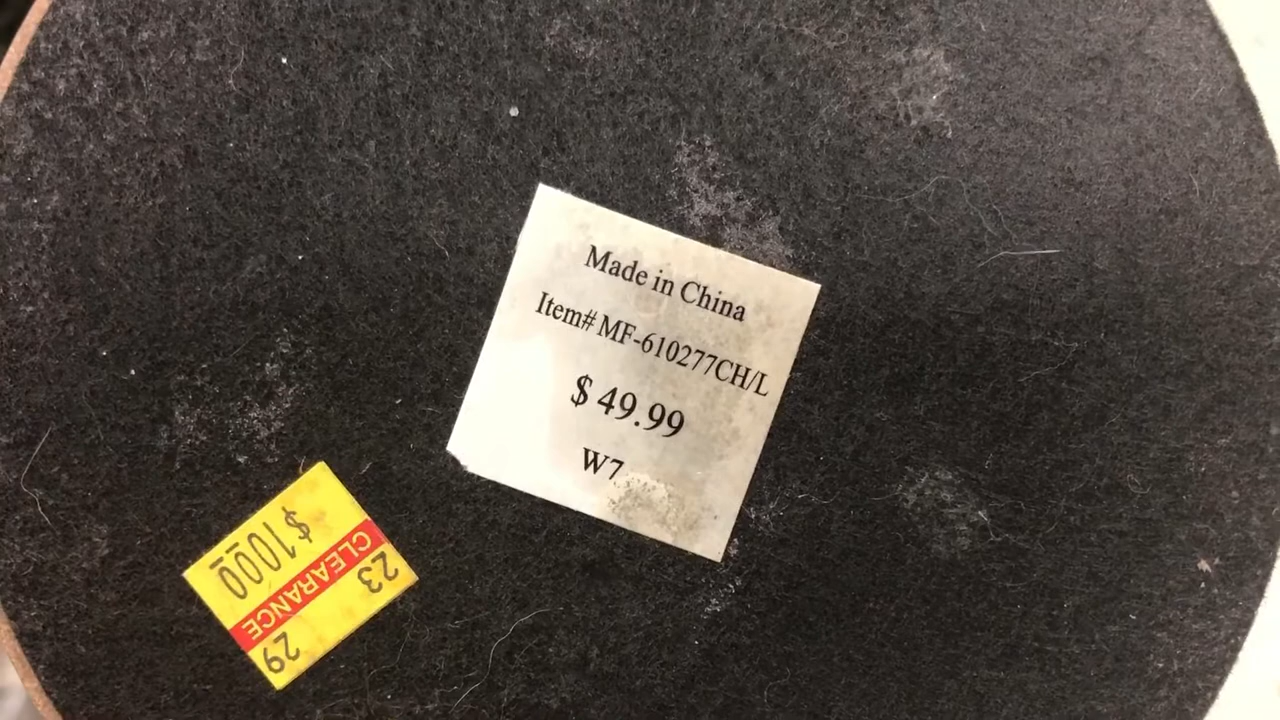 Made in China
Item# MF-610277CH/L
$ 49.99
W7
23 29
CLEARANCE
$10.00